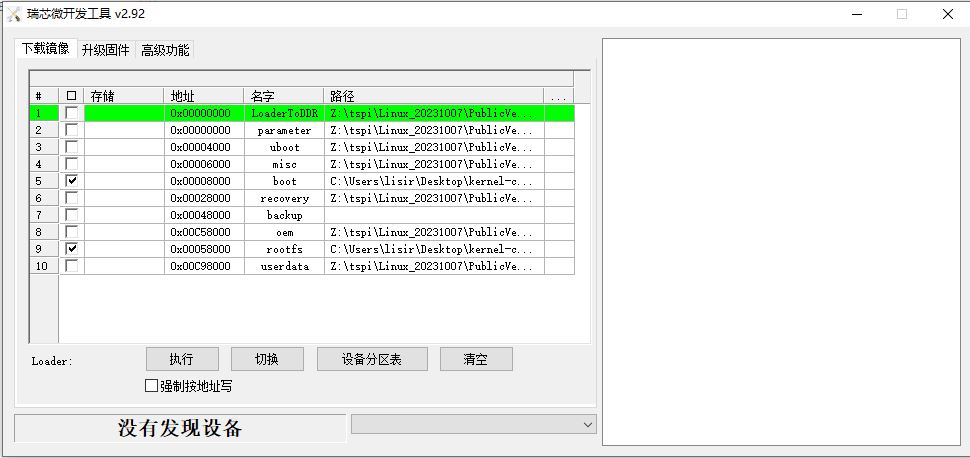 瑞芯微开发工具 v2.92
下载镜像 升级固件 高级功能
# 存储 地址 名字 路径 ...
1 0x00000000 LoaderToDDR Z:\tspi\Linux_20231007\PublicVe...
2 0x00000000 parameter Z:\tspi\Linux_20231007\PublicVe...
3 0x00004000 uboot Z:\tspi\Linux_20231007\PublicVe...
4 0x00006000 misc Z:\tspi\Linux_20231007\PublicVe...
5 0x00008000 boot C:\Users\lisir\Desktop\kernel-c...
6 0x00028000 recovery Z:\tspi\Linux_20231007\PublicVe...
7 0x00048000 backup
8 0x00C58000 oem Z:\tspi\Linux_20231007\PublicVe...
9 0x00058000 rootfs C:\Users\lisir\Desktop\kernel-c...
10 0x00C98000 userdata Z:\tspi\Linux_20231007\PublicVe...
Loader: 执行 切换 设备分区表 清空
强制按地址写
没有发现设备